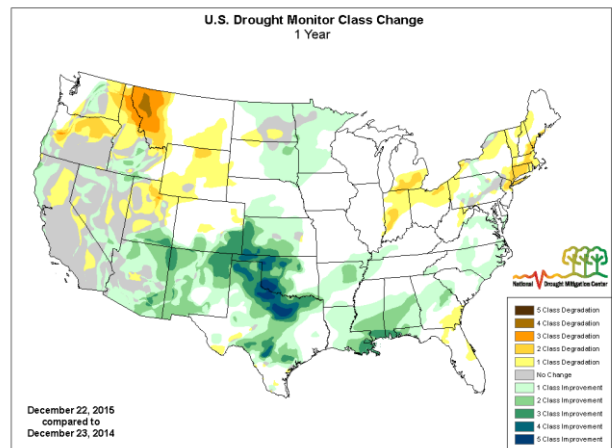 U.S. Drought Monitor Class Change
1 Year
National Drought Mitigation Center
5 Class Degradation
4 Class Degradation
3 Class Degradation
2 Class Degradation
1 Class Degradation
No Change
1 Class Improvement
2 Class Improvement
3 Class Improvement
4 Class Improvement
5 Class Improvement
December 22, 2015
compared to
December 23, 2014